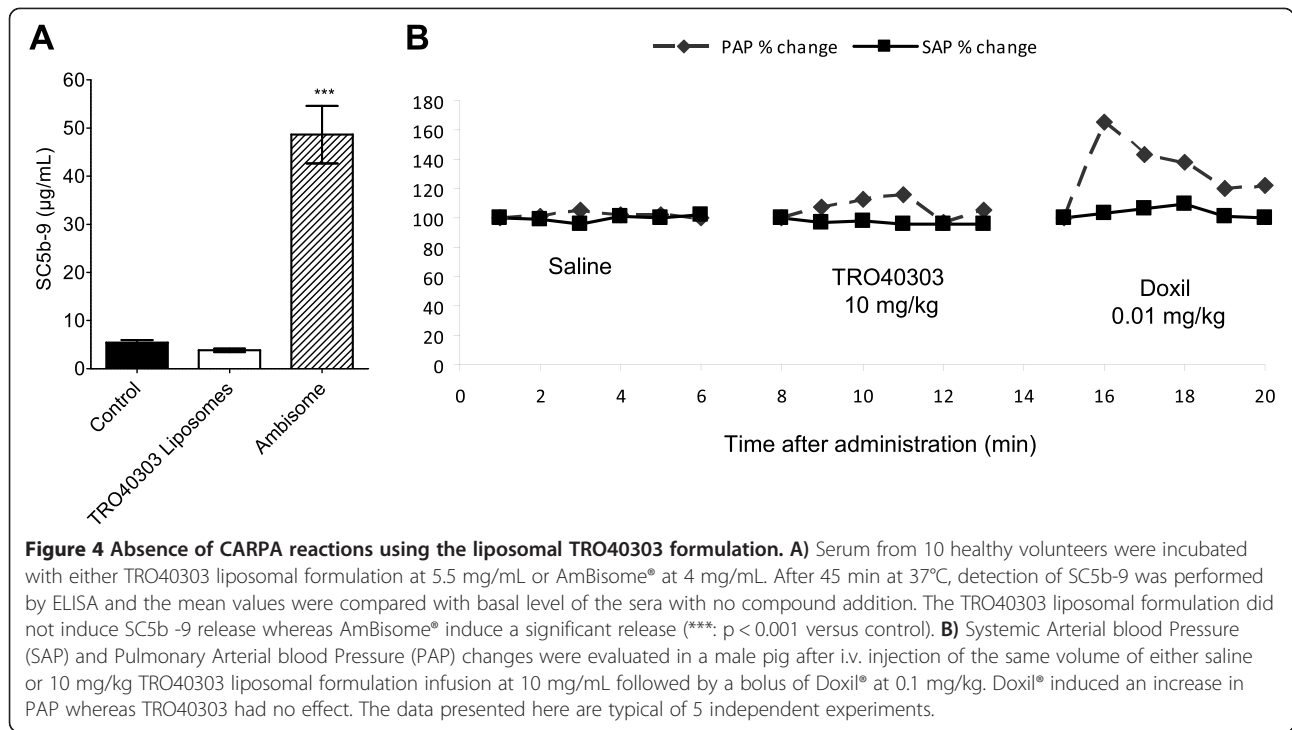 A
B
PAP % change
SAP % change
60
50
40
30
20
10
0
SC5b-9 (µg/mL)
***
Control
TRO40303 Liposomes
Ambisome
180
160
140
120
100
80
60
40
20
0
Saline
TRO40303
10 mg/kg
Doxil
0.01 mg/kg
0 2 4 6 8 10 12 14 16 18 20
Time after administration (min)
Figure 4 Absence of CARPA reactions using the liposomal TRO40303 formulation. A) Serum from 10 healthy volunteers were incubated
with either TRO40303 liposomal formulation at 5.5 mg/mL or AmBisome® at 4 mg/mL. After 45 min at 37°C, detection of SC5b-9 was performed
by ELISA and the mean values were compared with basal level of the sera with no compound addition. The TRO40303 liposomal formulation did
not induce SC5b -9 release whereas AmBisome® induce a significant release (***: p < 0.001 versus control). B) Systemic Arterial blood Pressure
(SAP) and Pulmonary Arterial blood Pressure (PAP) changes were evaluated in a male pig after i.v. injection of the same volume of either saline
or 10 mg/kg TRO40303 liposomal formulation infusion at 10 mg/mL followed by a bolus of Doxil® at 0.1 mg/kg. Doxil® induced an increase in
PAP whereas TRO40303 had no effect. The data presented here are typical of 5 independent experiments.